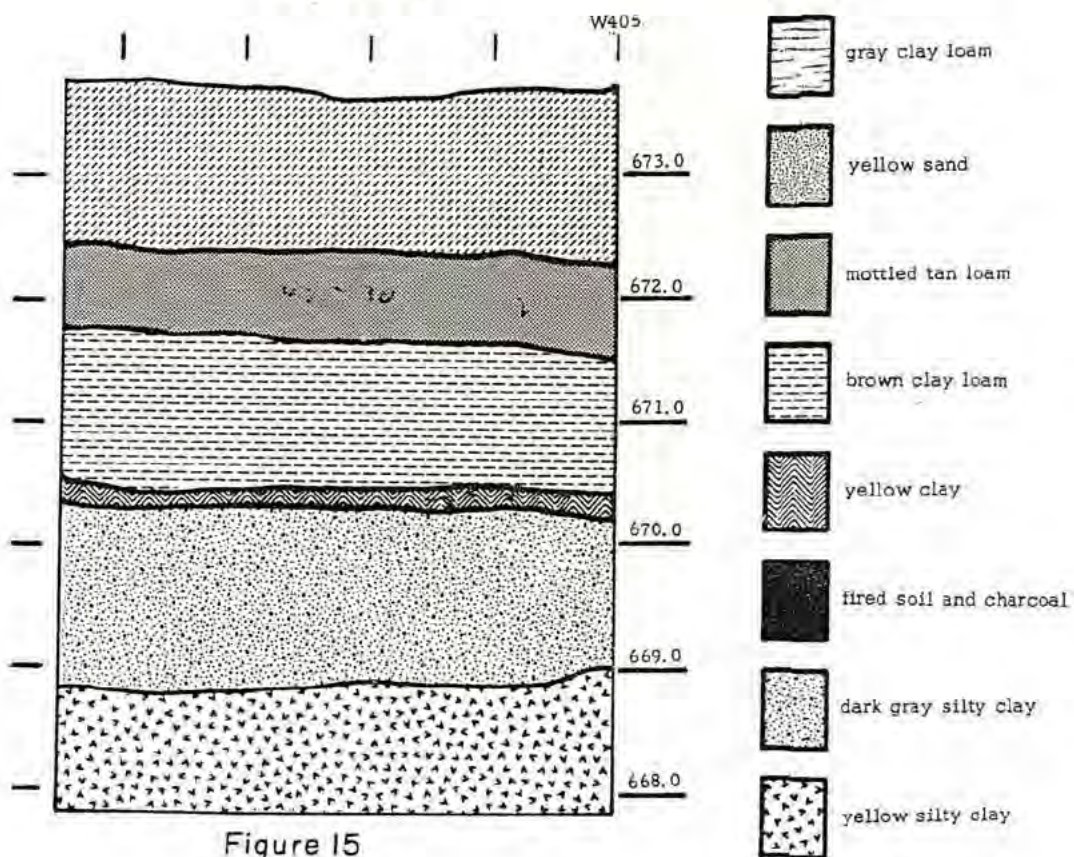 W405
673.0
672.0
671.0
670.0
669.0
668.0
Figure 15
gray clay loam
yellow sand
mottled tan loam
brown clay loam
yellow clay
fired soil and charcoal
dark gray silty clay
yellow silty clay